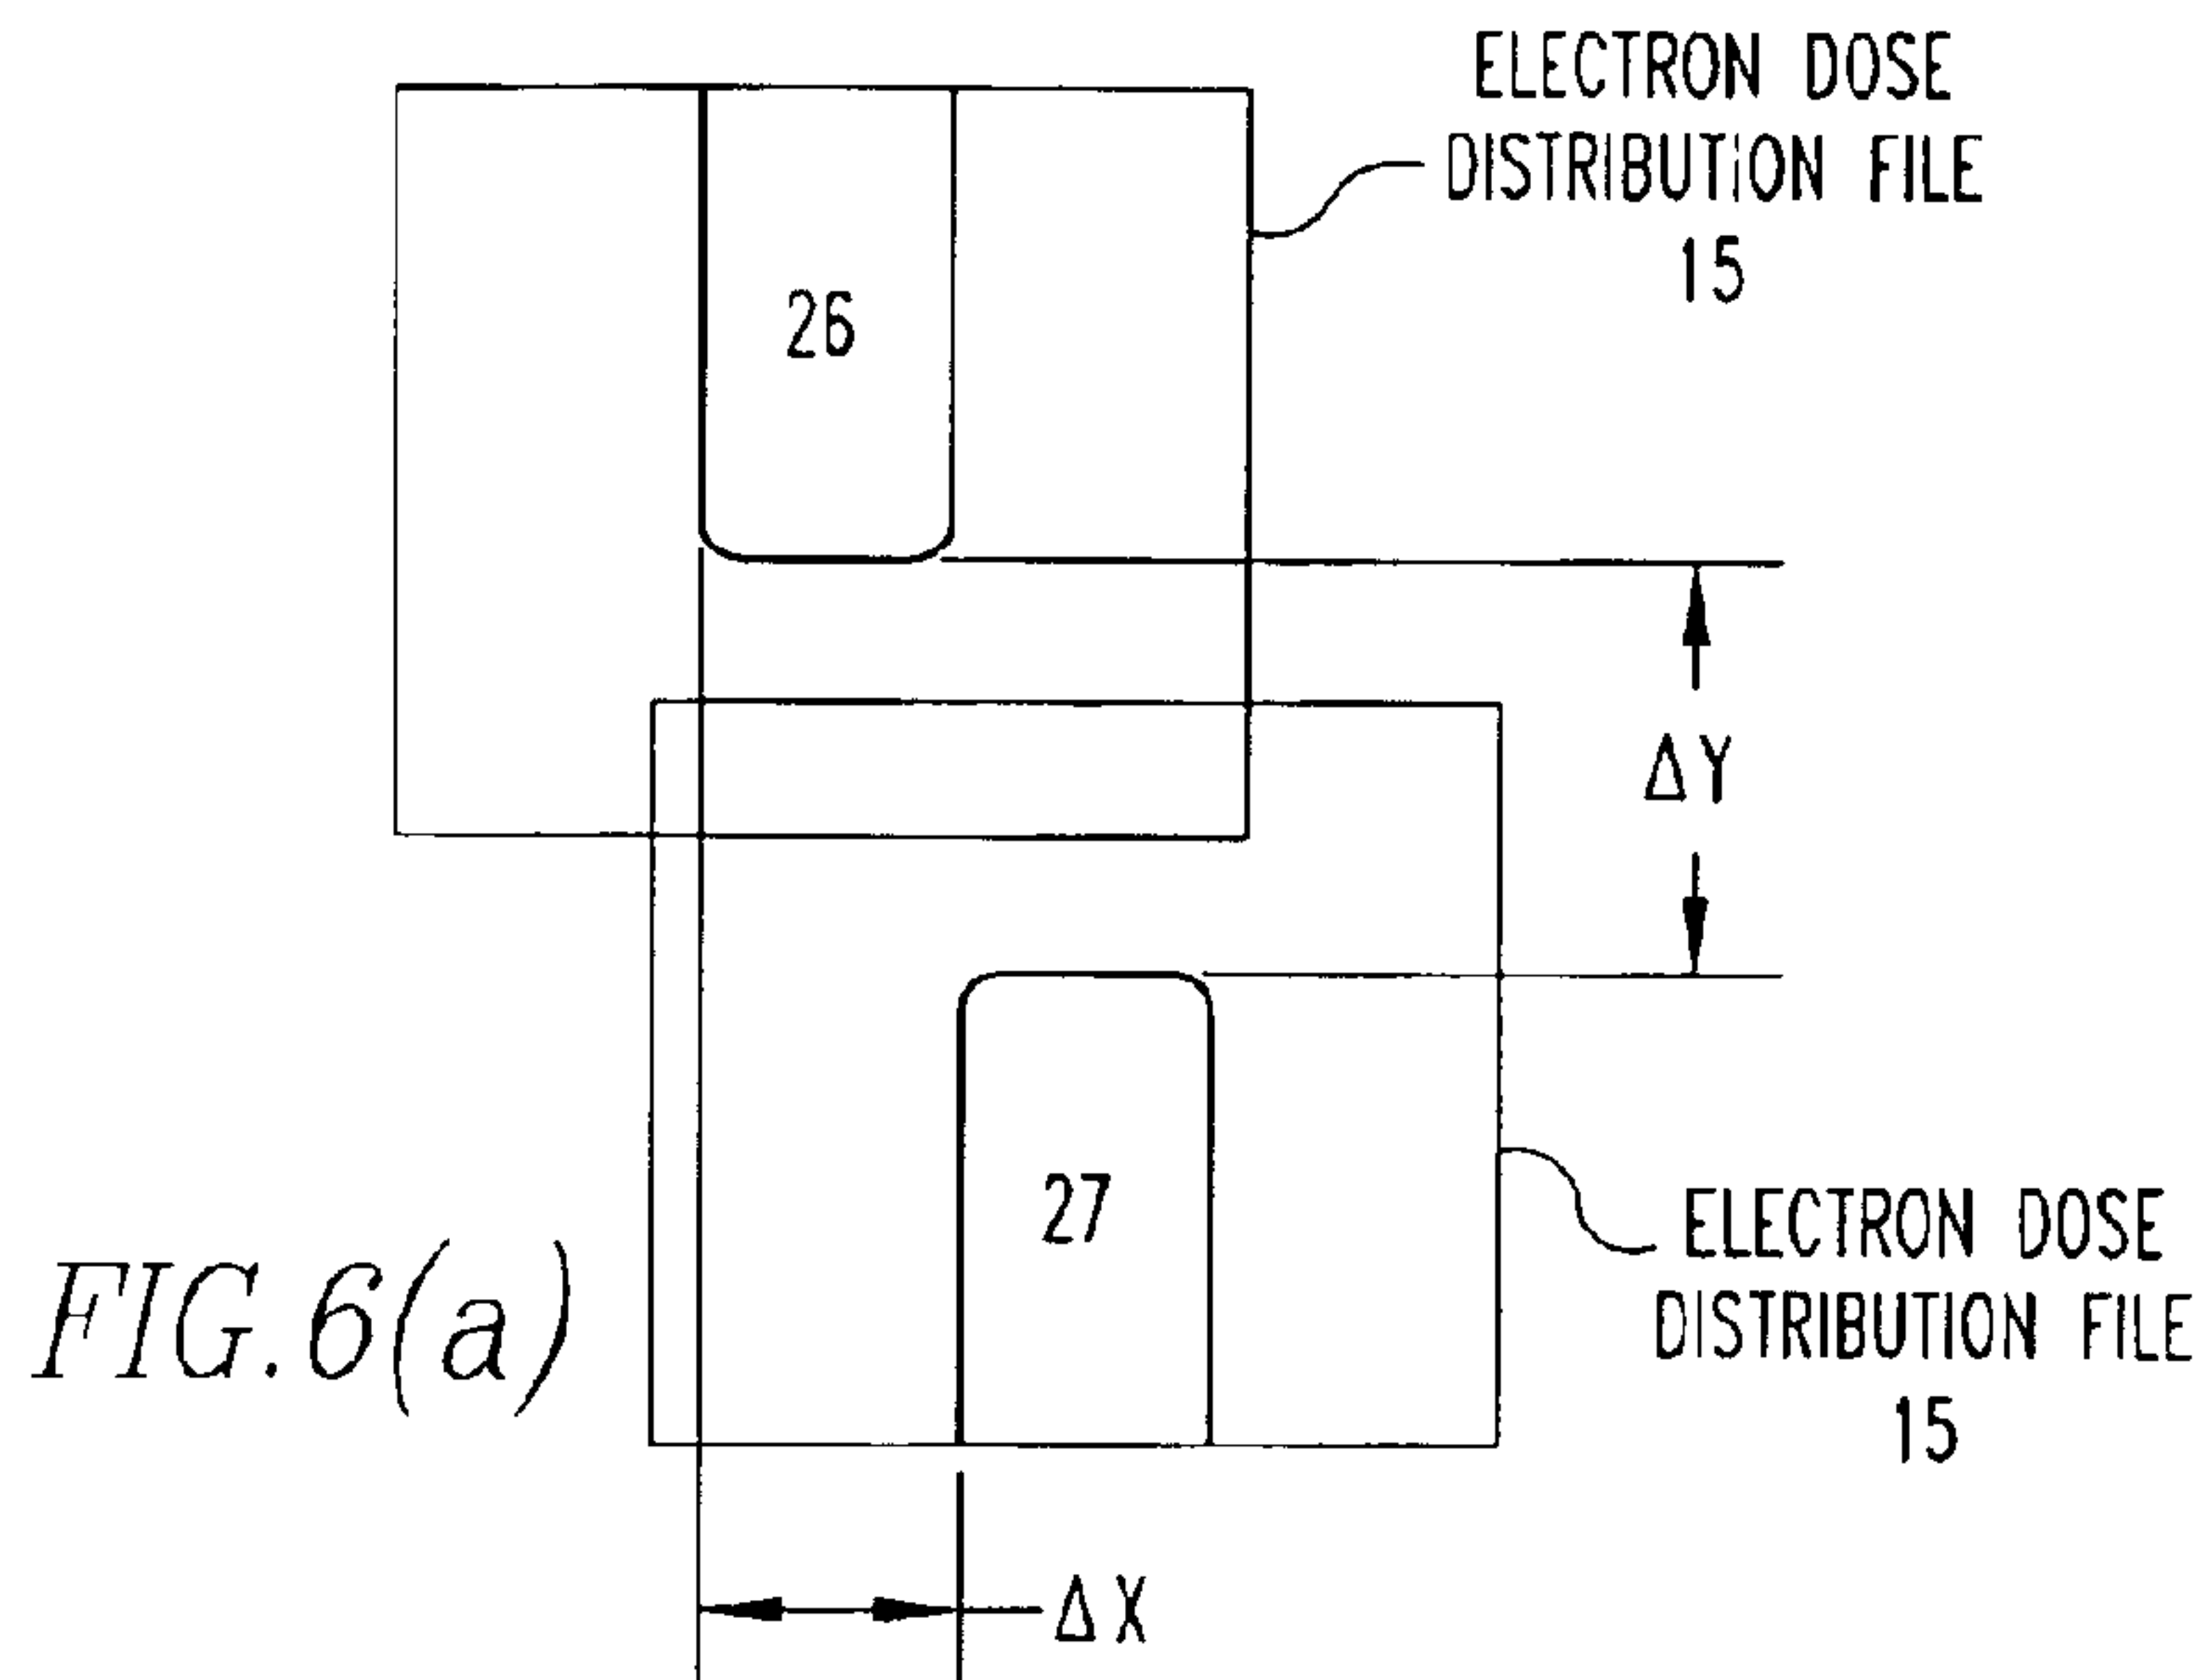 ELECTRON DOSE
DISTRIBUTION FILE
15
26
ΔY
27
ELECTRON DOSE
DISTRIBUTION FILE
15
FIG.6(a)
ΔX